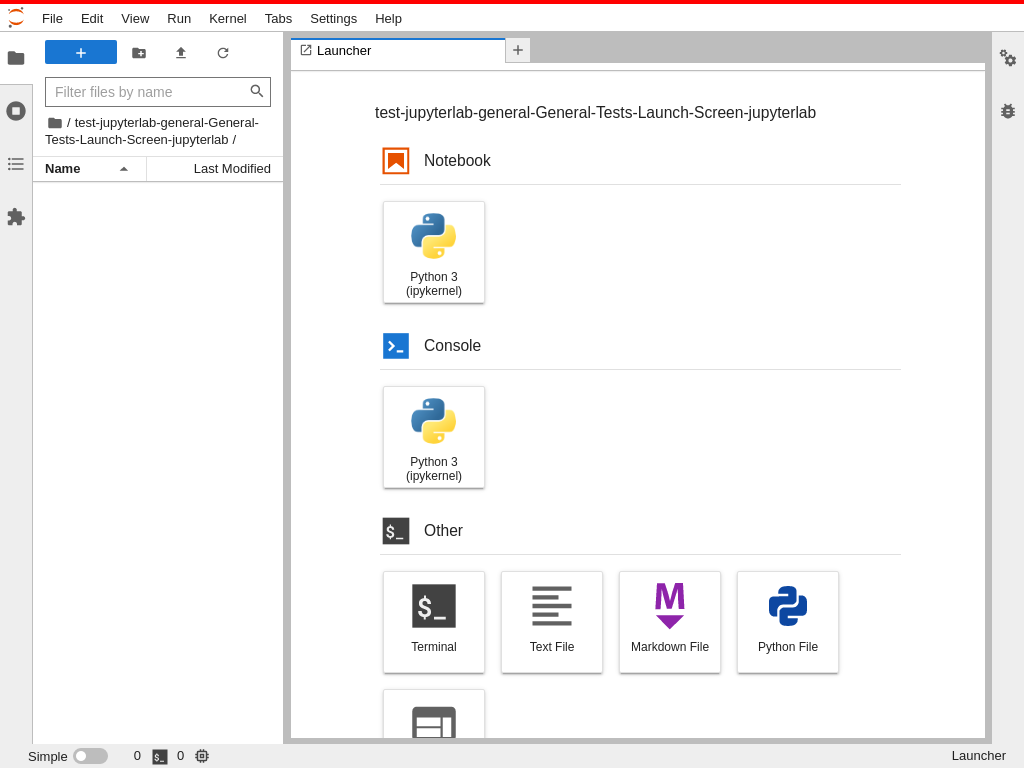 File Edit View Run Kernel Tabs Settings Help
Launcher
Filter files by name
/ test-jupyterlab-general-General-
Tests-Launch-Screen-jupyterlab /
Name Last Modified
test-jupyterlab-general-General-Tests-Launch-Screen-jupyterlab
Notebook
Python 3
(ipykernel)
Console
Python 3
(ipykernel)
$_ Other
$_
Terminal Text File Markdown File Python File
Simple 0 $_ 0 Launcher